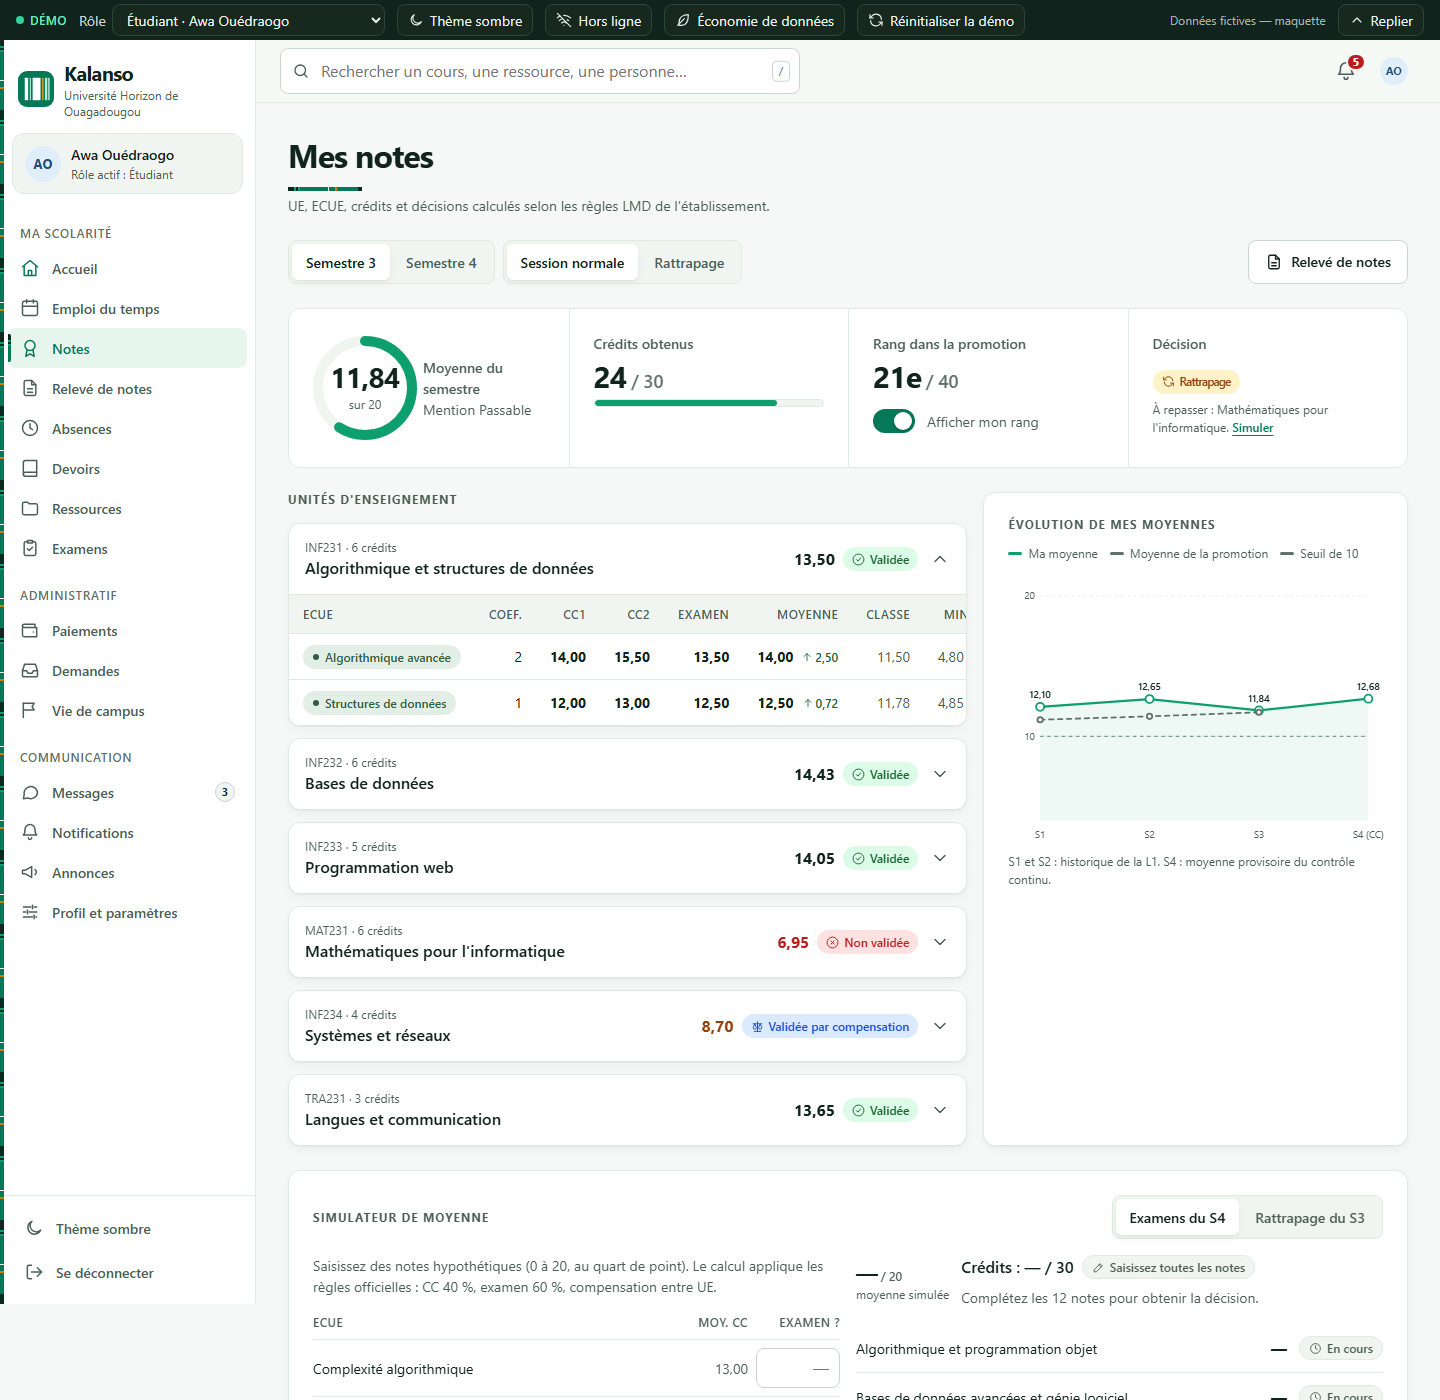 DÉMO Rôle Étudiant · Awa Ouédraogo Thème sombre Hors ligne Économie de données Réinitialiser la démo Données fictives — maquette Replier
Kalanso
Université Horizon de
Ouagadougou
Rechercher un cours, une ressource, une personne... /
5
AO
AO
Awa Ouédraogo
Rôle actif : Étudiant
MA SCOLARITÉ
Accueil
Emploi du temps
Notes
Relevé de notes
Absences
Devoirs
Ressources
Examens
ADMINISTRATIF
Paiements
Demandes
Vie de campus
COMMUNICATION
Messages 3
Notifications
Annonces
Profil et paramètres
Thème sombre
Se déconnecter
Mes notes
UE, ECUE, crédits et décisions calculés selon les règles LMD de l'établissement.
Semestre 3 Semestre 4 Session normale Rattrapage Relevé de notes
11,84
sur 20
Moyenne du
semestre
Mention Passable
Crédits obtenus
24 / 30
Rang dans la promotion
21e / 40
Afficher mon rang
Décision
Rattrapage
À repasser : Mathématiques pour
l'informatique. Simuler
UNITÉS D'ENSEIGNEMENT
INF231 · 6 crédits
Algorithmique et structures de données
13,50 Validée
ECUE COEF. CC1 CC2 EXAMEN MOYENNE CLASSE MIN
Algorithmique avancée 2 14,00 15,50 13,50 14,00 ↑ 2,50 11,50 4,80
Structures de données 1 12,00 13,00 12,50 12,50 ↑ 0,72 11,78 4,85
INF232 · 6 crédits
Bases de données
14,43 Validée
INF233 · 5 crédits
Programmation web
14,05 Validée
MAT231 · 6 crédits
Mathématiques pour l'informatique
6,95 Non validée
INF234 · 4 crédits
Systèmes et réseaux
8,70 Validée par compensation
TRA231 · 3 crédits
Langues et communication
13,65 Validée
ÉVOLUTION DE MES MOYENNES
Ma moyenne Moyenne de la promotion Seuil de 10
20
12,10 12,65 11,84 12,68
10
S1 S2 S3 S4 (CC)
S1 et S2 : historique de la L1. S4 : moyenne provisoire du contrôle
continu.
SIMULATEUR DE MOYENNE
Examens du S4 Rattrapage du S3
Saisissez des notes hypothétiques (0 à 20, au quart de point). Le calcul applique les
règles officielles : CC 40 %, examen 60 %, compensation entre UE.
ECUE MOY. CC EXAMEN ?
Complexité algorithmique 13,00 —
— / 20
moyenne simulée
Crédits : — / 30 Saisissez toutes les notes
Complétez les 12 notes pour obtenir la décision.
Algorithmique et programmation objet — En cours
Bases de données avancées et génie logiciel — En cours